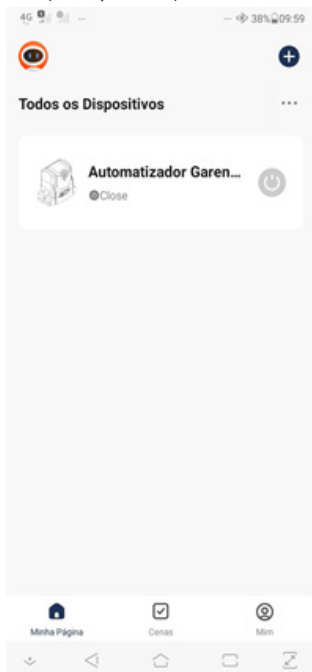 4G 38% 09:59
Todos os Dispositivos
Automatizador Garen...
Close
Minha Página Cenas Mim